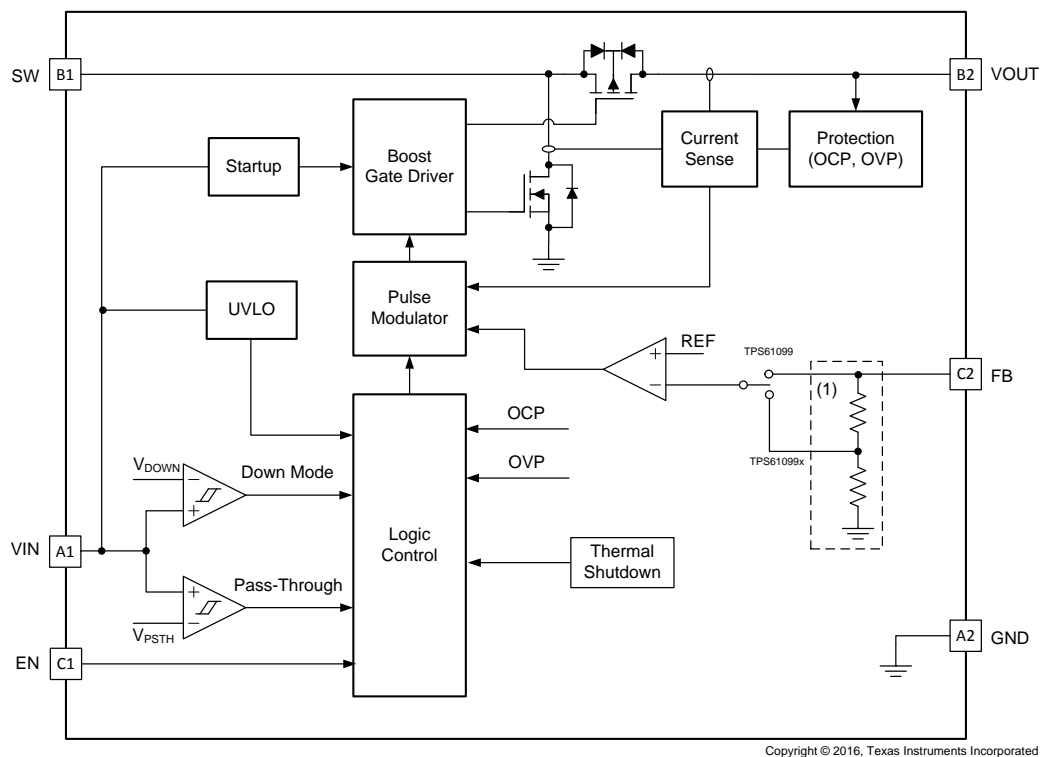 SW
B1
B2
VOUT
Startup
Boost
Gate Driver
Current
Sense
Protection
(OCP, OVP)
UVLO
Pulse
Modulator
REF
+
−
TPS61099
TPS61099x
(1)
C2
FB
OCP
OVP
VDOWN
−
+
Down Mode
VIN
A1
Logic
Control
Thermal
Shutdown
+
−
Pass-Through
VPSTH
EN
C1
A2
GND
Copyright © 2016, Texas Instruments Incorporated